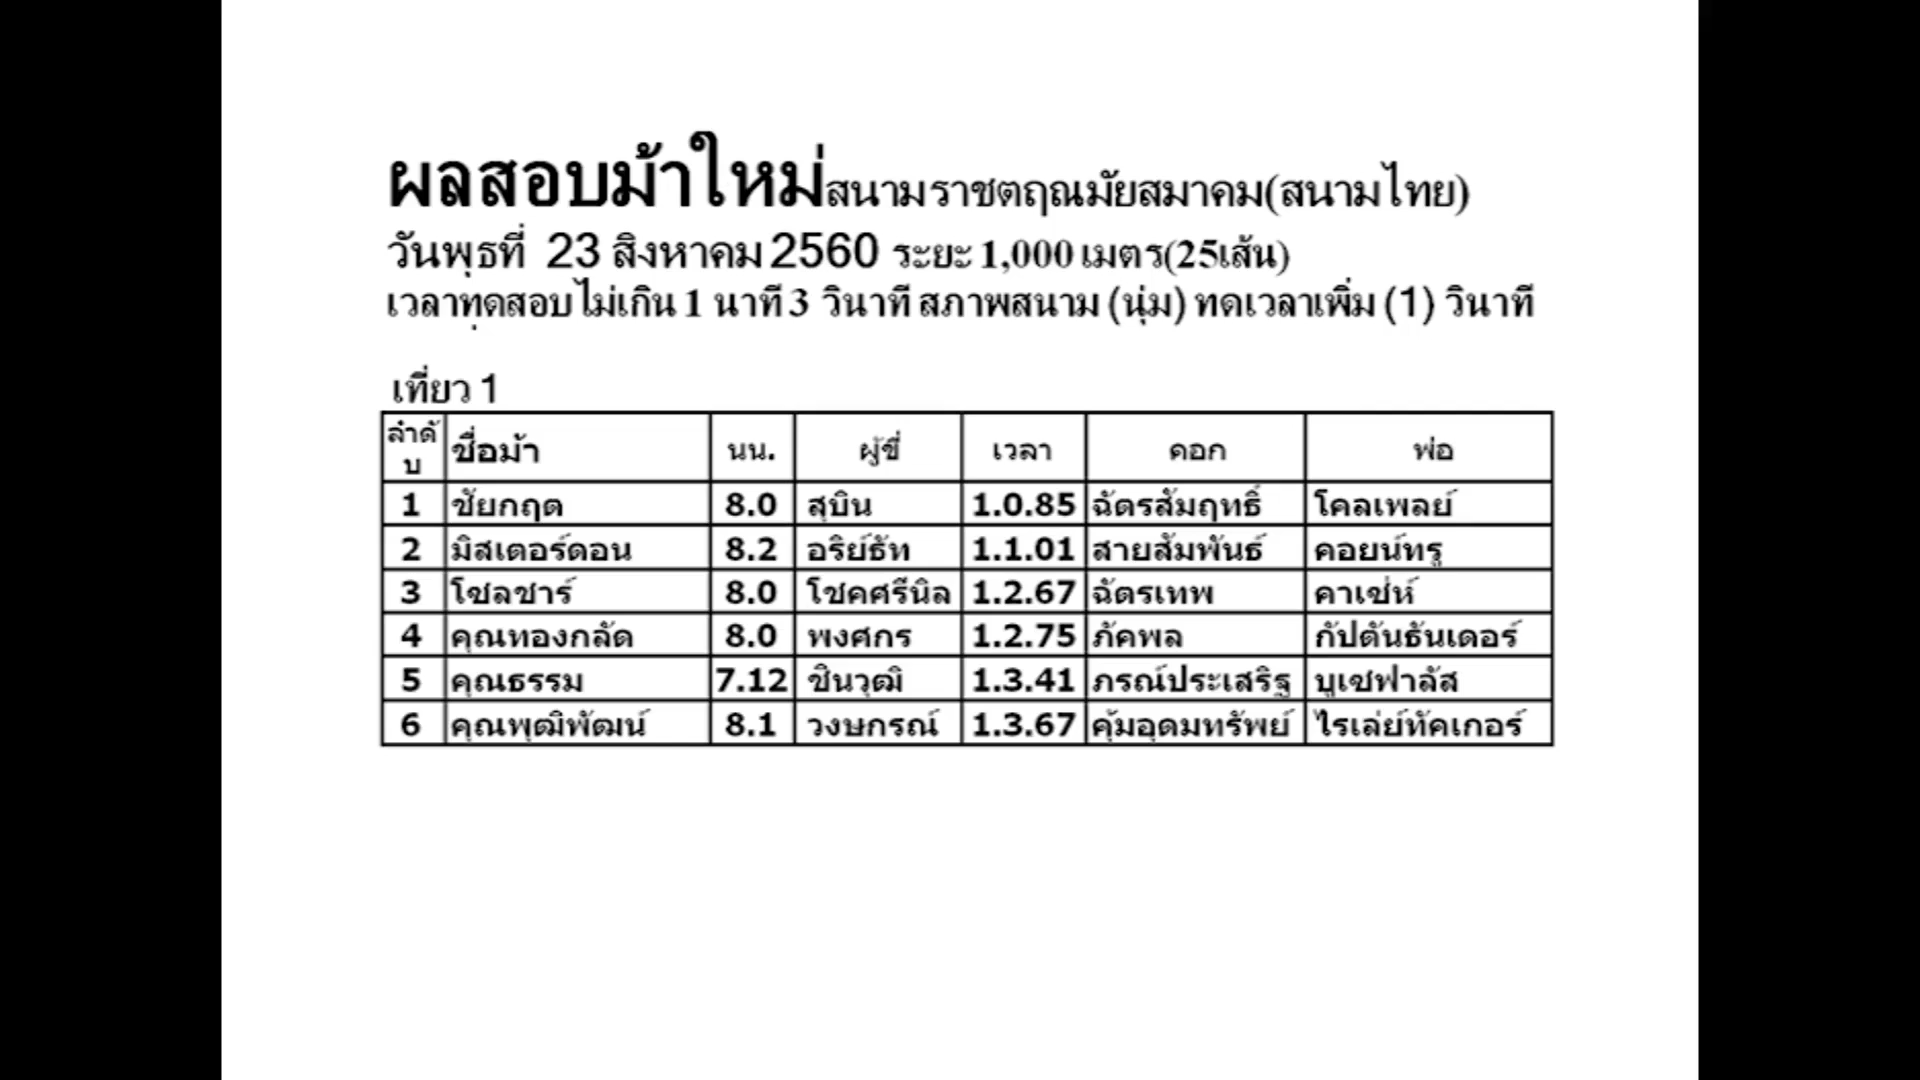 ผลสอบม้าใหม่สนามราชตฤณมัยสมาคม(สนามไทย)
วันพุธที่ 23 สิงหาคม 2560 ระยะ 1,000 เมตร(25เส้น)
เวลาทดสอบไม่เกิน 1 นาที 3 วินาที สภาพสนาม (นุ่ม) ทดเวลาเพิ่ม (1) วินาที
เที่ยว 1
ลำดับ ชื่อม้า นน. ผู้ขี่ เวลา คอก พ่อ
1 ชัยกฤต 8.0 สุบิน 1.0.85 ฉัตรสัมฤทธิ์ โคลเพลย์
2 มิสเตอร์ดอน 8.2 อริย์ธัท 1.1.01 สายสัมพันธ์ คอยน์ทรู
3 โซลชาร์ 8.0 โชคศรีนิล 1.2.67 ฉัตรเทพ คาเซ่ห์
4 คุณทองกลัด 8.0 พงศกร 1.2.75 ภัคพล กัปตันธันเดอร์
5 คุณธรรม 7.12 ชินวุฒิ 1.3.41 ภรณ์ประเสริฐ บูเซฟาลัส
6 คุณพุฒิพัฒน์ 8.1 วงษกรณ์ 1.3.67 คุ้มอุดมทรัพย์ ไรเล่ย์ทัคเกอร์